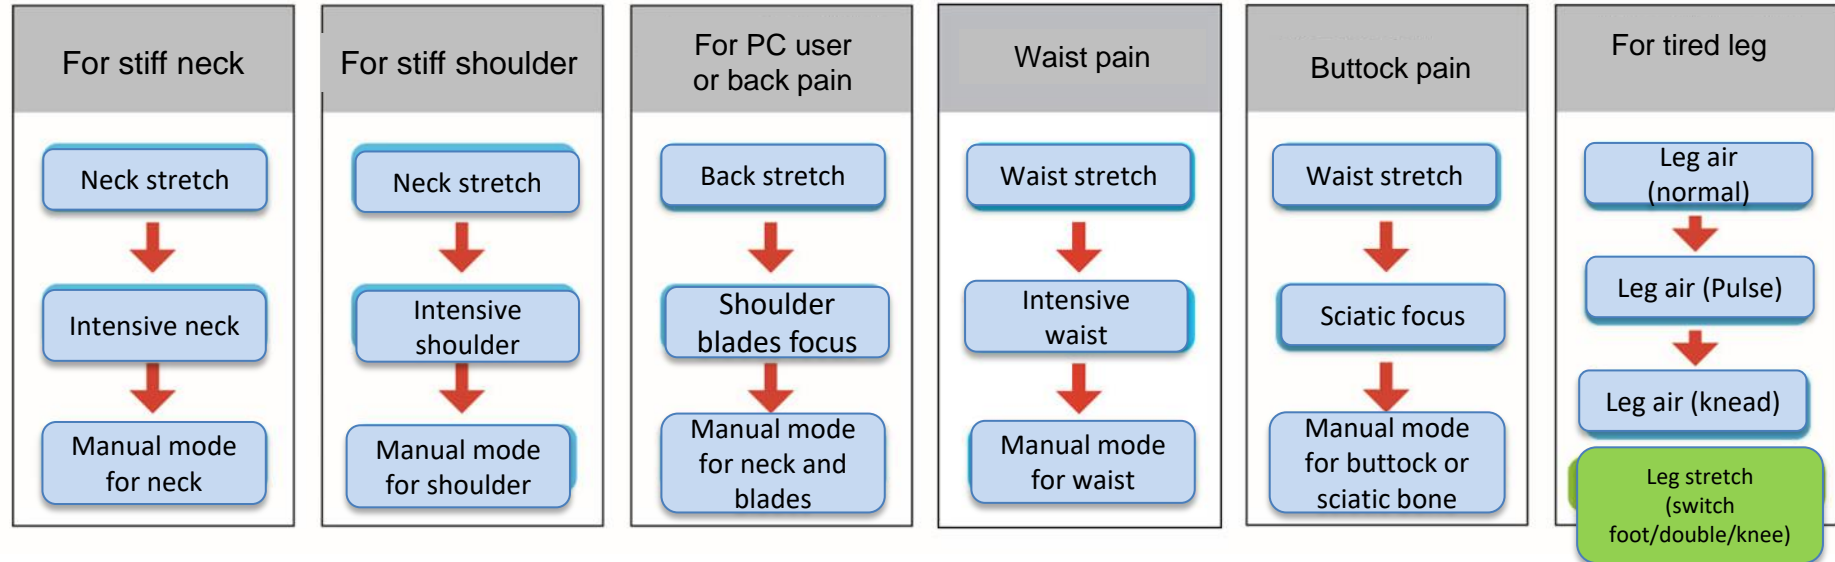 For stiff neck
Neck stretch
Intensive neck
Manual mode
for neck
For stiff shoulder
Neck stretch
Intensive
shoulder
Manual mode
for shoulder
For PC user
or back pain
Back stretch
Shoulder
blades focus
Manual mode
for neck and
blades
Waist pain
Waist stretch
Intensive
waist
Manual mode
for waist
Buttock pain
Waist stretch
Sciatic focus
Manual mode
for buttock or
sciatic bone
For tired leg
Leg air
(normal)
Leg air (Pulse)
Leg air (knead)
Leg stretch
(switch
foot/double/knee)